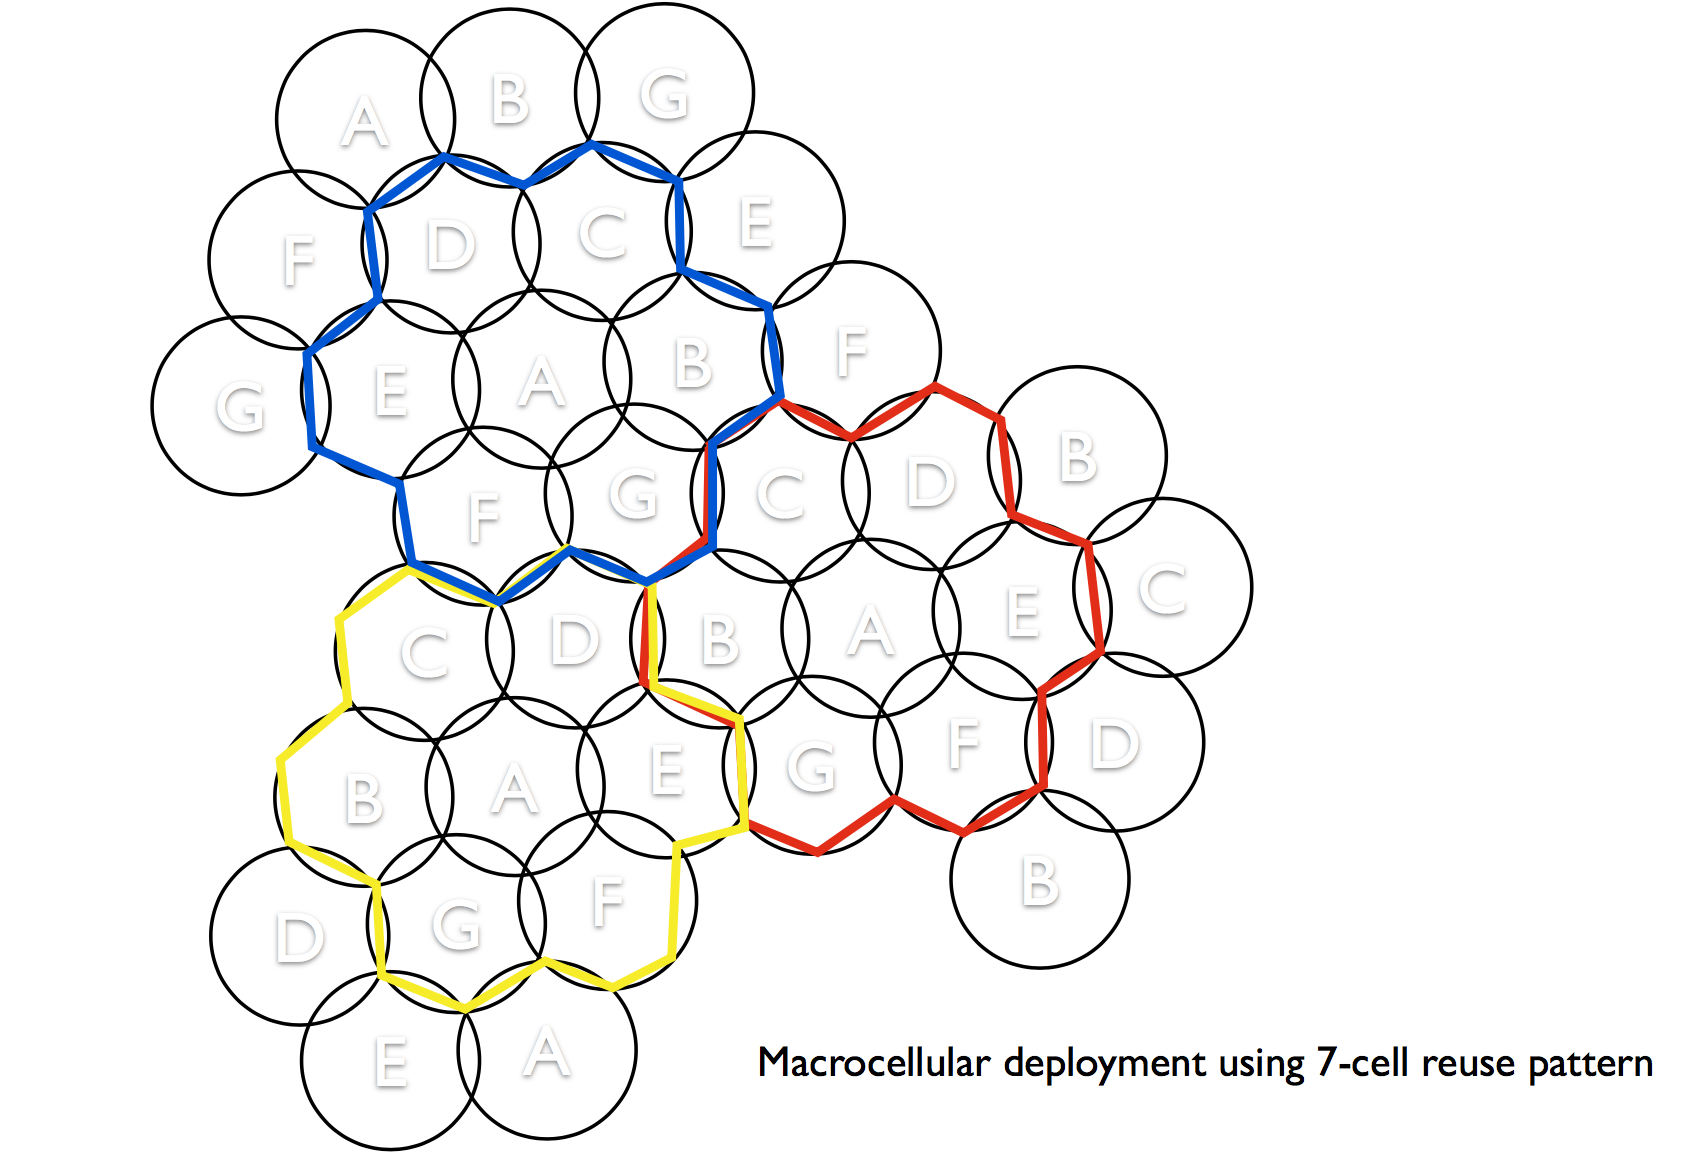 A B G
F D C E
G E A B F
F G C D B
C D B A E C
B A E G F D
D G F B
E A
Macrocellular deployment using 7-cell reuse pattern